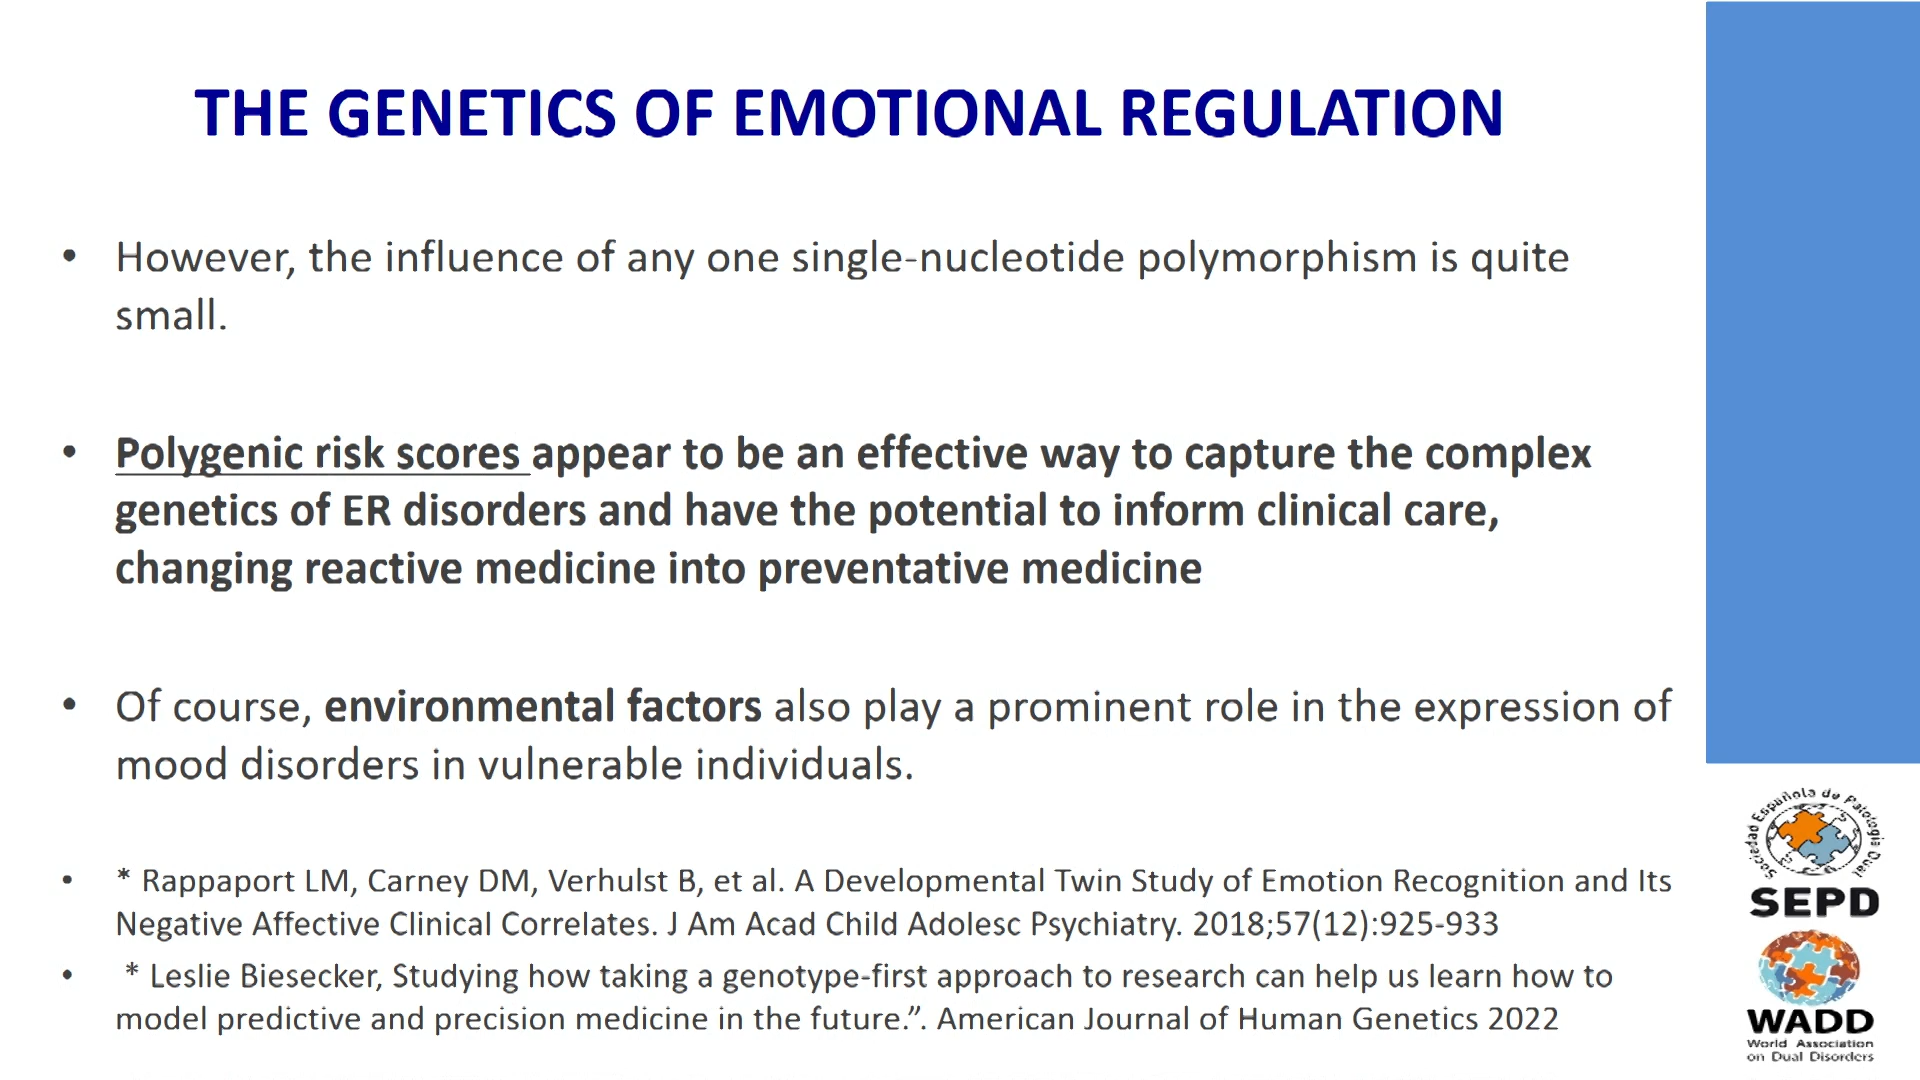 THE GENETICS OF EMOTIONAL REGULATION
• However, the influence of any one single-nucleotide polymorphism is quite
small.
• Polygenic risk scores appear to be an effective way to capture the complex
genetics of ER disorders and have the potential to inform clinical care,
changing reactive medicine into preventative medicine
• Of course, environmental factors also play a prominent role in the expression of
mood disorders in vulnerable individuals.
• * Rappaport LM, Carney DM, Verhulst B, et al. A Developmental Twin Study of Emotion Recognition and Its
Negative Affective Clinical Correlates. J Am Acad Child Adolesc Psychiatry. 2018;57(12):925-933
• * Leslie Biesecker, Studying how taking a genotype-first approach to research can help us learn how to
model predictive and precision medicine in the future.”. American Journal of Human Genetics 2022
Sociedad Española de Patología Dual
SEPD
WADD
World Association
on Dual Disorders